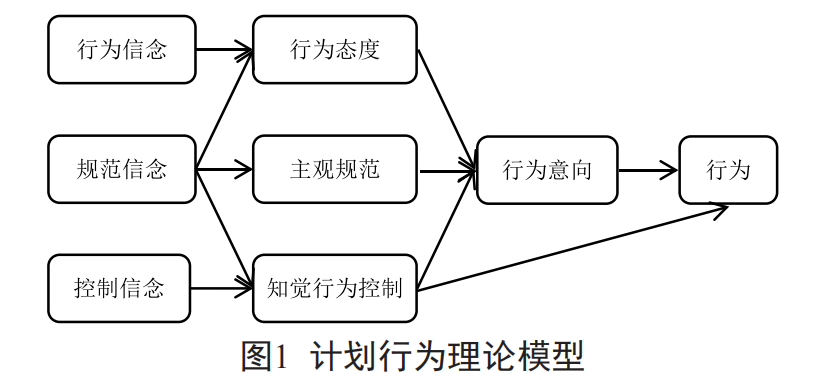 行为信念
行为态度
规范信念
主观规范
行为意向
行为
控制信念
知觉行为控制
图1 计划行为理论模型